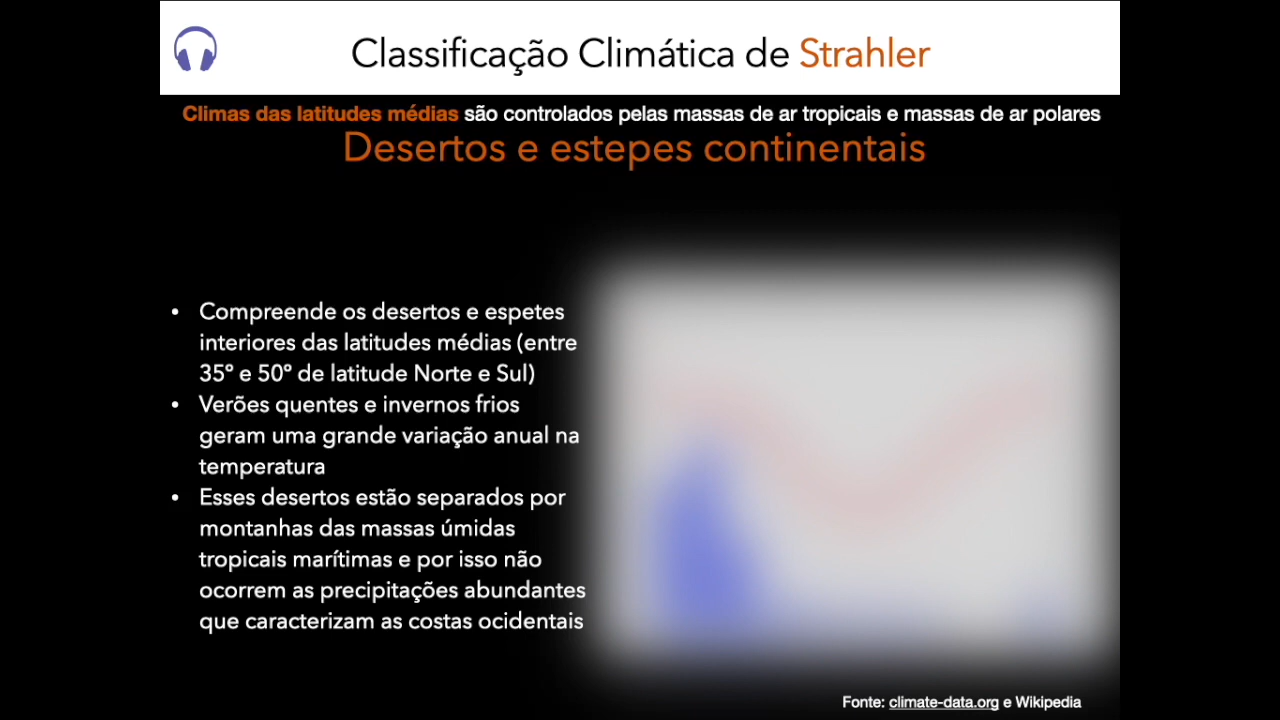 Classificação Climática de Strahler
Climas das latitudes médias são controlados pelas massas de ar tropicais e massas de ar polares
Desertos e estepes continentais
• Compreende os desertos e espetes
interiores das latitudes médias (entre
35º e 50º de latitude Norte e Sul)
• Verões quentes e invernos frios
geram uma grande variação anual na
temperatura
• Esses desertos estão separados por
montanhas das massas úmidas
tropicais marítimas e por isso não
ocorrem as precipitações abundantes
que caracterizam as costas ocidentais
Fonte: climate-data.org e Wikipedia